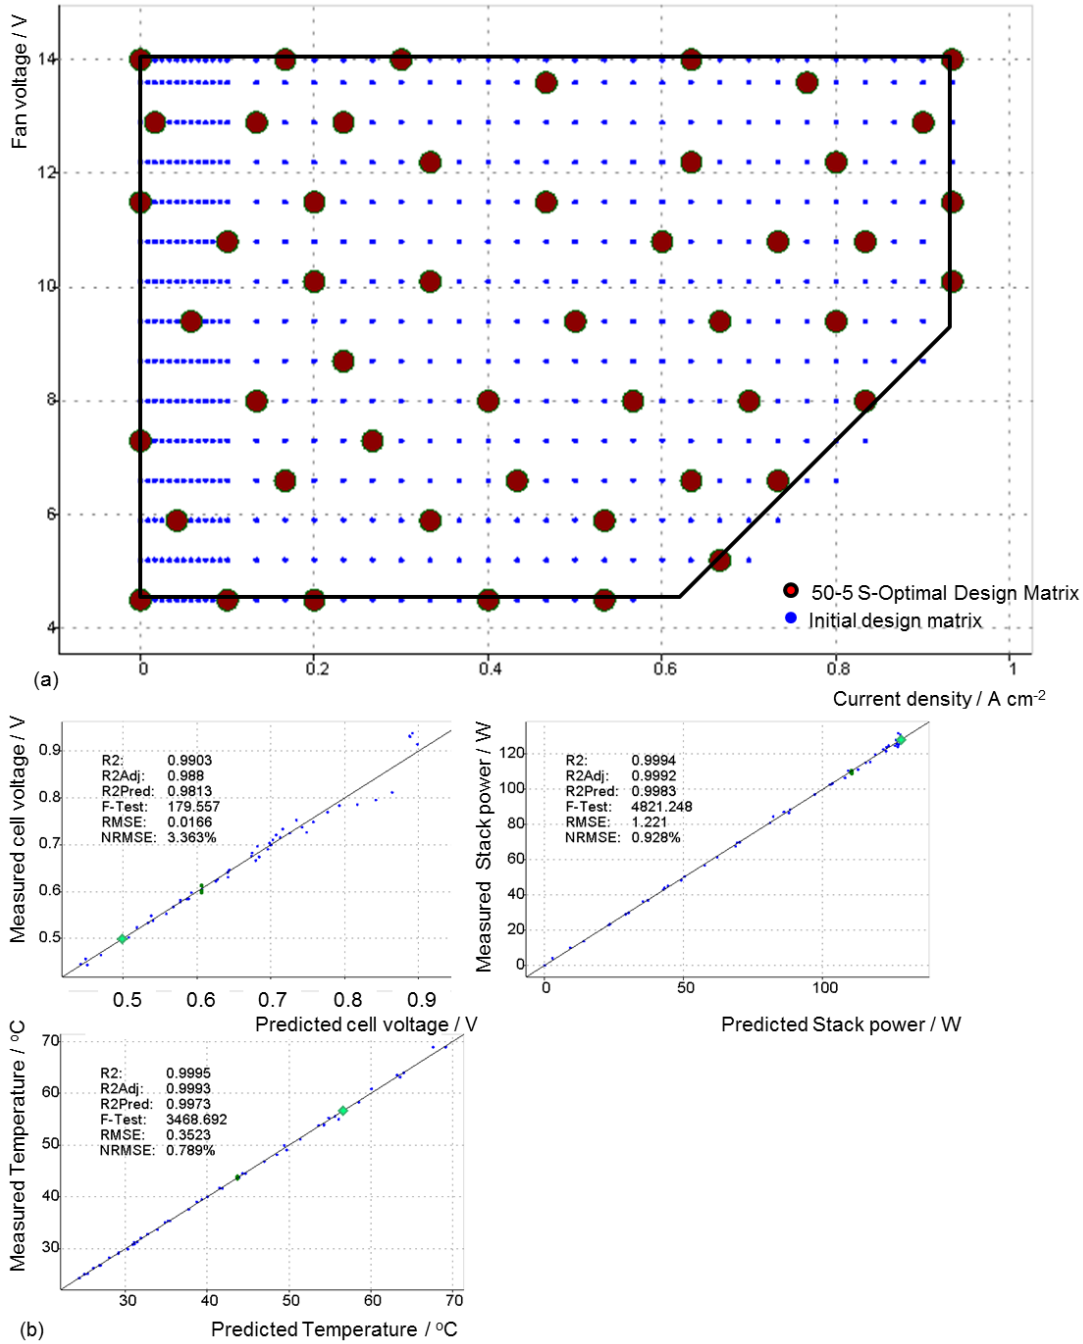 Fan voltage / V
14
12
10
8
6
4
0
0.2
0.4
0.6
0.8
1
50-5 S-Optimal Design Matrix
Initial design matrix
(a)
Current density / A cm-2
Measured cell voltage / V
0.9
0.8
0.7
0.6
0.5
R2: 0.9903
R2Adj: 0.988
R2Pred: 0.9813
F-Test: 179.557
RMSE: 0.0166
NRMSE: 3.363%
0.5
0.6
0.7
0.8
0.9
Predicted cell voltage / V
Measured Stack power / W
120
100
80
60
40
20
0
R2: 0.9994
R2Adj: 0.9992
R2Pred: 0.9983
F-Test: 4821.248
RMSE: 1.221
NRMSE: 0.928%
0
50
100
Predicted Stack power / W
Measured Temperature / oC
70
60
50
40
30
R2: 0.9995
R2Adj: 0.9993
R2Pred: 0.9973
F-Test: 3468.692
RMSE: 0.3523
NRMSE: 0.789%
30
40
50
60
70
(b)
Predicted Temperature / oC